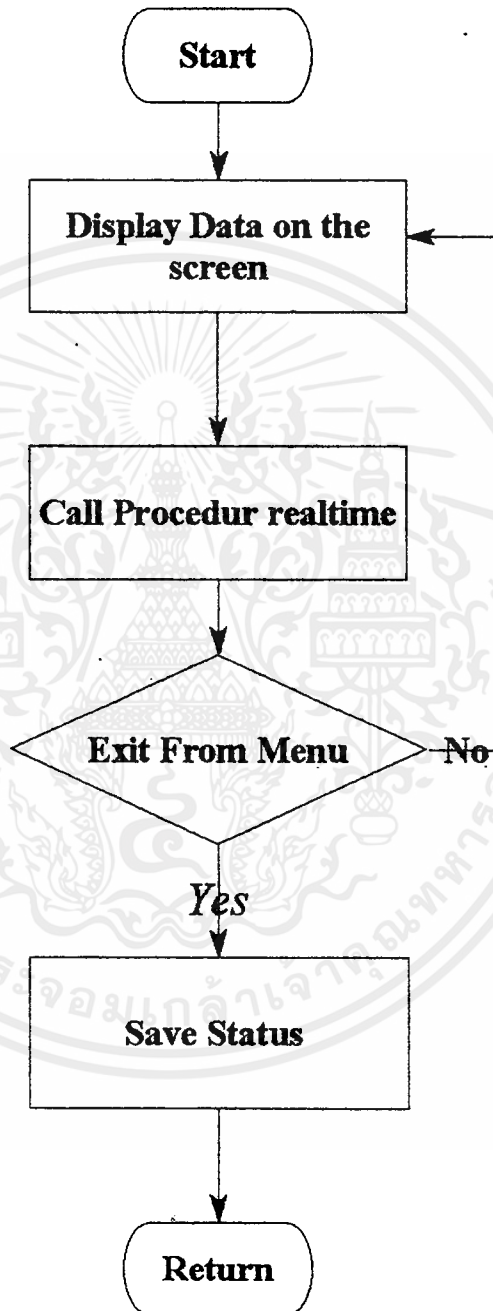 Start
Display Data on the
screen
Call Procedur realtime
Exit From Menu
No
Yes
Save Status
Return